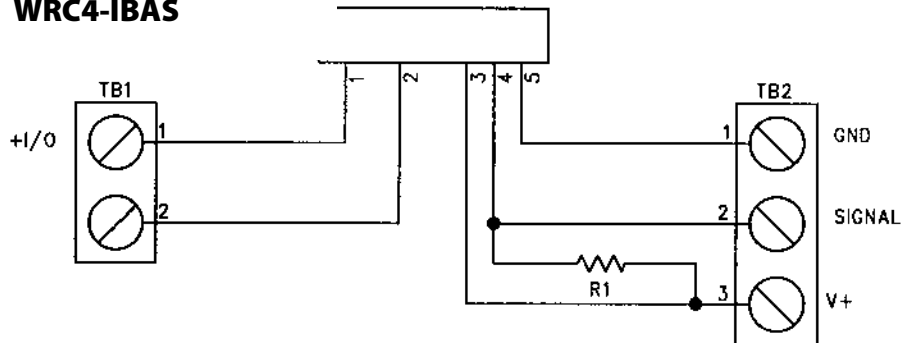 WRC4-IBAS
1 2 3 4 5
TB1
TB2
+I/O
1
1
GND
2
2
SIGNAL
R1
3
V+